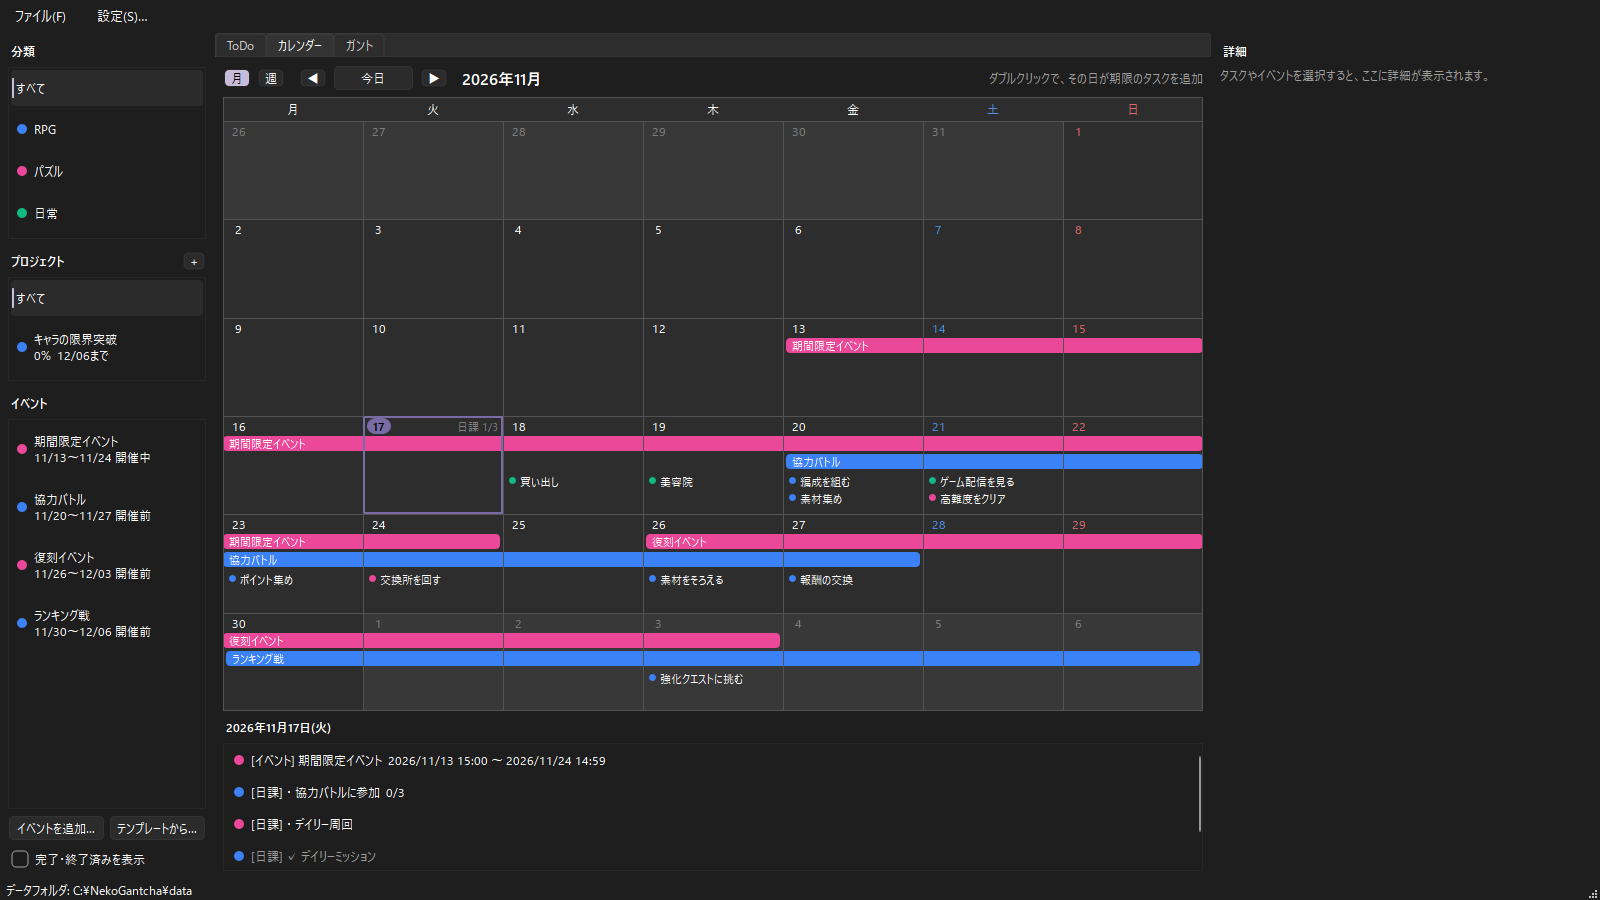 ファイル(F) 設定(S)...
分類
すべて
RPG
パズル
日常
プロジェクト +
すべて
キャラの限界突破
0% 12/06まで
イベント
期間限定イベント
11/13～11/24 開催中
協力バトル
11/20～11/27 開催前
復刻イベント
11/26～12/03 開催前
ランキング戦
11/30～12/06 開催前
イベントを追加... テンプレートから...
完了・終了済みを表示
データフォルダ: C:¥NekoGantcha¥data
ToDo カレンダー ガント
月 週 ◀ 今日 ▶ 2026年11月 ダブルクリックで、その日が期限のタスクを追加
月 火 水 木 金 土 日
26 27 28 29 30 31 1
2 3 4 5 6 7 8
9 10 11 12 13 14 15
期間限定イベント
16 17 日課 1/3 18 19 20 21 22
期間限定イベント
協力バトル
買い出し 美容院 編成を組む ゲーム配信を見る
素材集め 高難度をクリア
23 24 25 26 27 28 29
期間限定イベント 復刻イベント
協力バトル
ポイント集め 交換所を回す 素材をそろえる 報酬の交換
30 1 2 3 4 5 6
復刻イベント
ランキング戦
強化クエストに挑む
2026年11月17日(火)
[イベント] 期間限定イベント 2026/11/13 15:00 ～ 2026/11/24 14:59
[日課]・協力バトルに参加 0/3
[日課]・デイリー周回
[日課] ✓ デイリーミッション
詳細
タスクやイベントを選択すると、ここに詳細が表示されます。